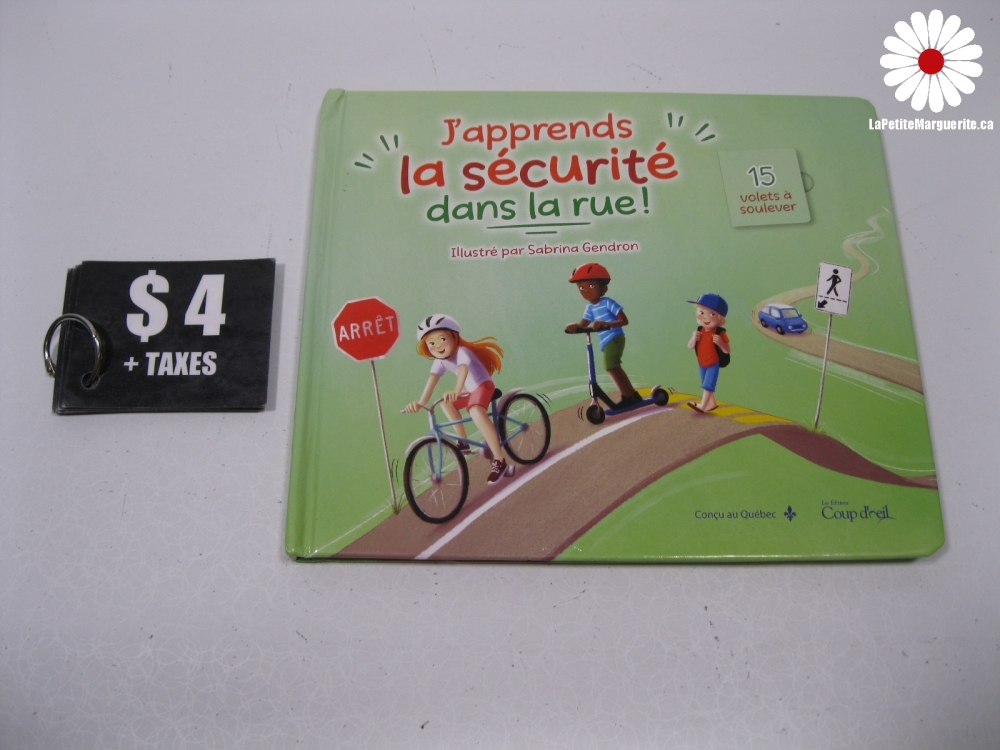 LaPetiteMarguerite.ca
J'apprends
la sécurité
dans la rue!
Illustré par Sabrina Gendron
15
volets à
soulever
$4
+ TAXES
ARRÊT
Conçu au Québec
Les Éditions
Coup d'œil